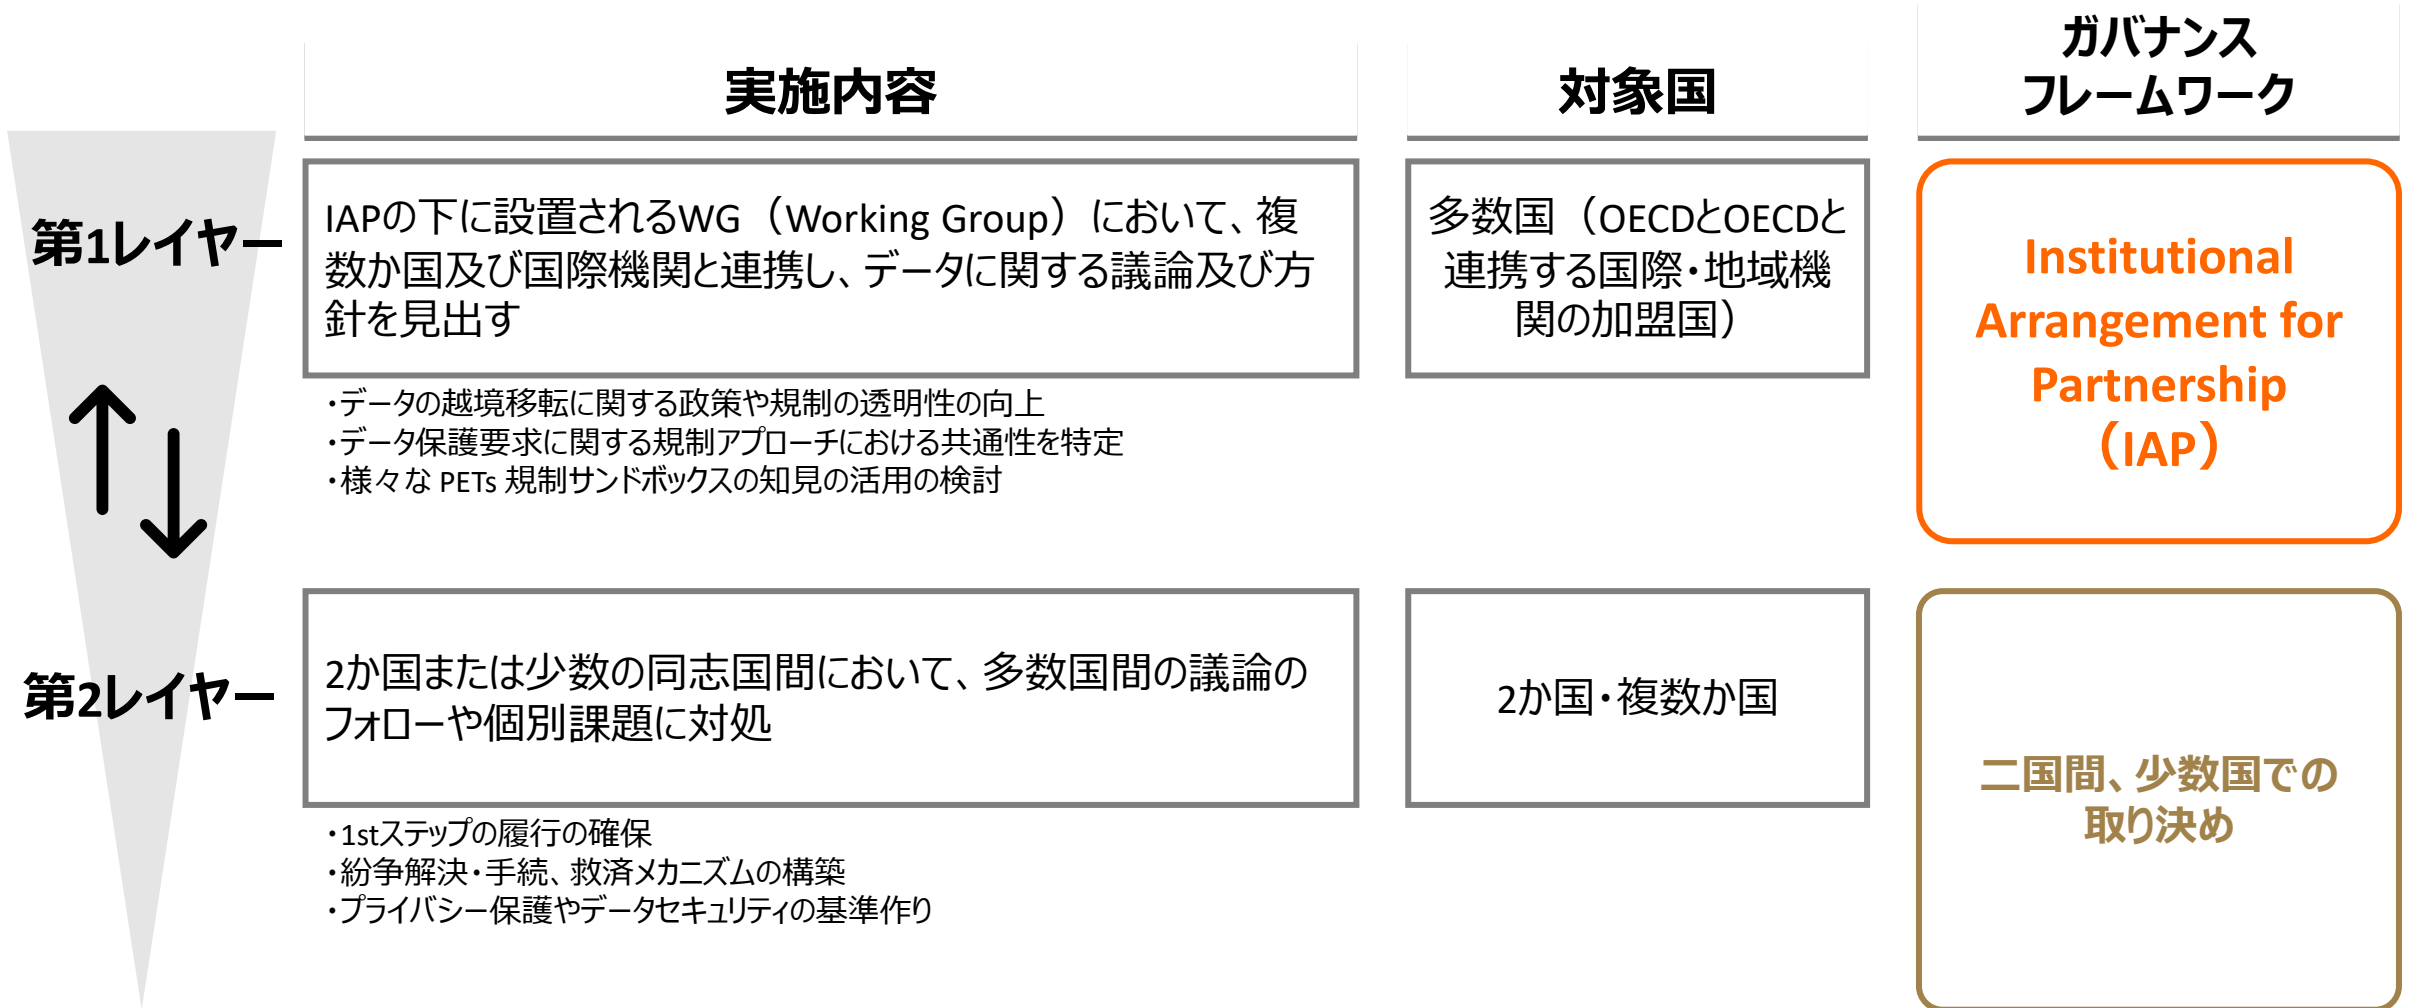 実施内容
対象国
ガバナンス
フレームワーク
第1レイヤー
IAPの下に設置されるWG（Working Group）において、複
数か国及び国際機関と連携し、データに関する議論及び方
針を見出す
多数国（OECDとOECDと
連携する国際・地域機
関の加盟国）
Institutional
Arrangement for
Partnership
（IAP）
・データの越境移転に関する政策や規制の透明性の向上
・データ保護要求に関する規制アプローチにおける共通性を特定
・様々な PETs 規制サンドボックスの知見の活用の検討
第2レイヤー
2か国または少数の同志国間において、多数国間の議論の
フォローや個別課題に対処
2か国・複数か国
二国間、少数国での
取り決め
・1stステップの履行の確保
・紛争解決・手続、救済メカニズムの構築
・プライバシー保護やデータセキュリティの基準作り